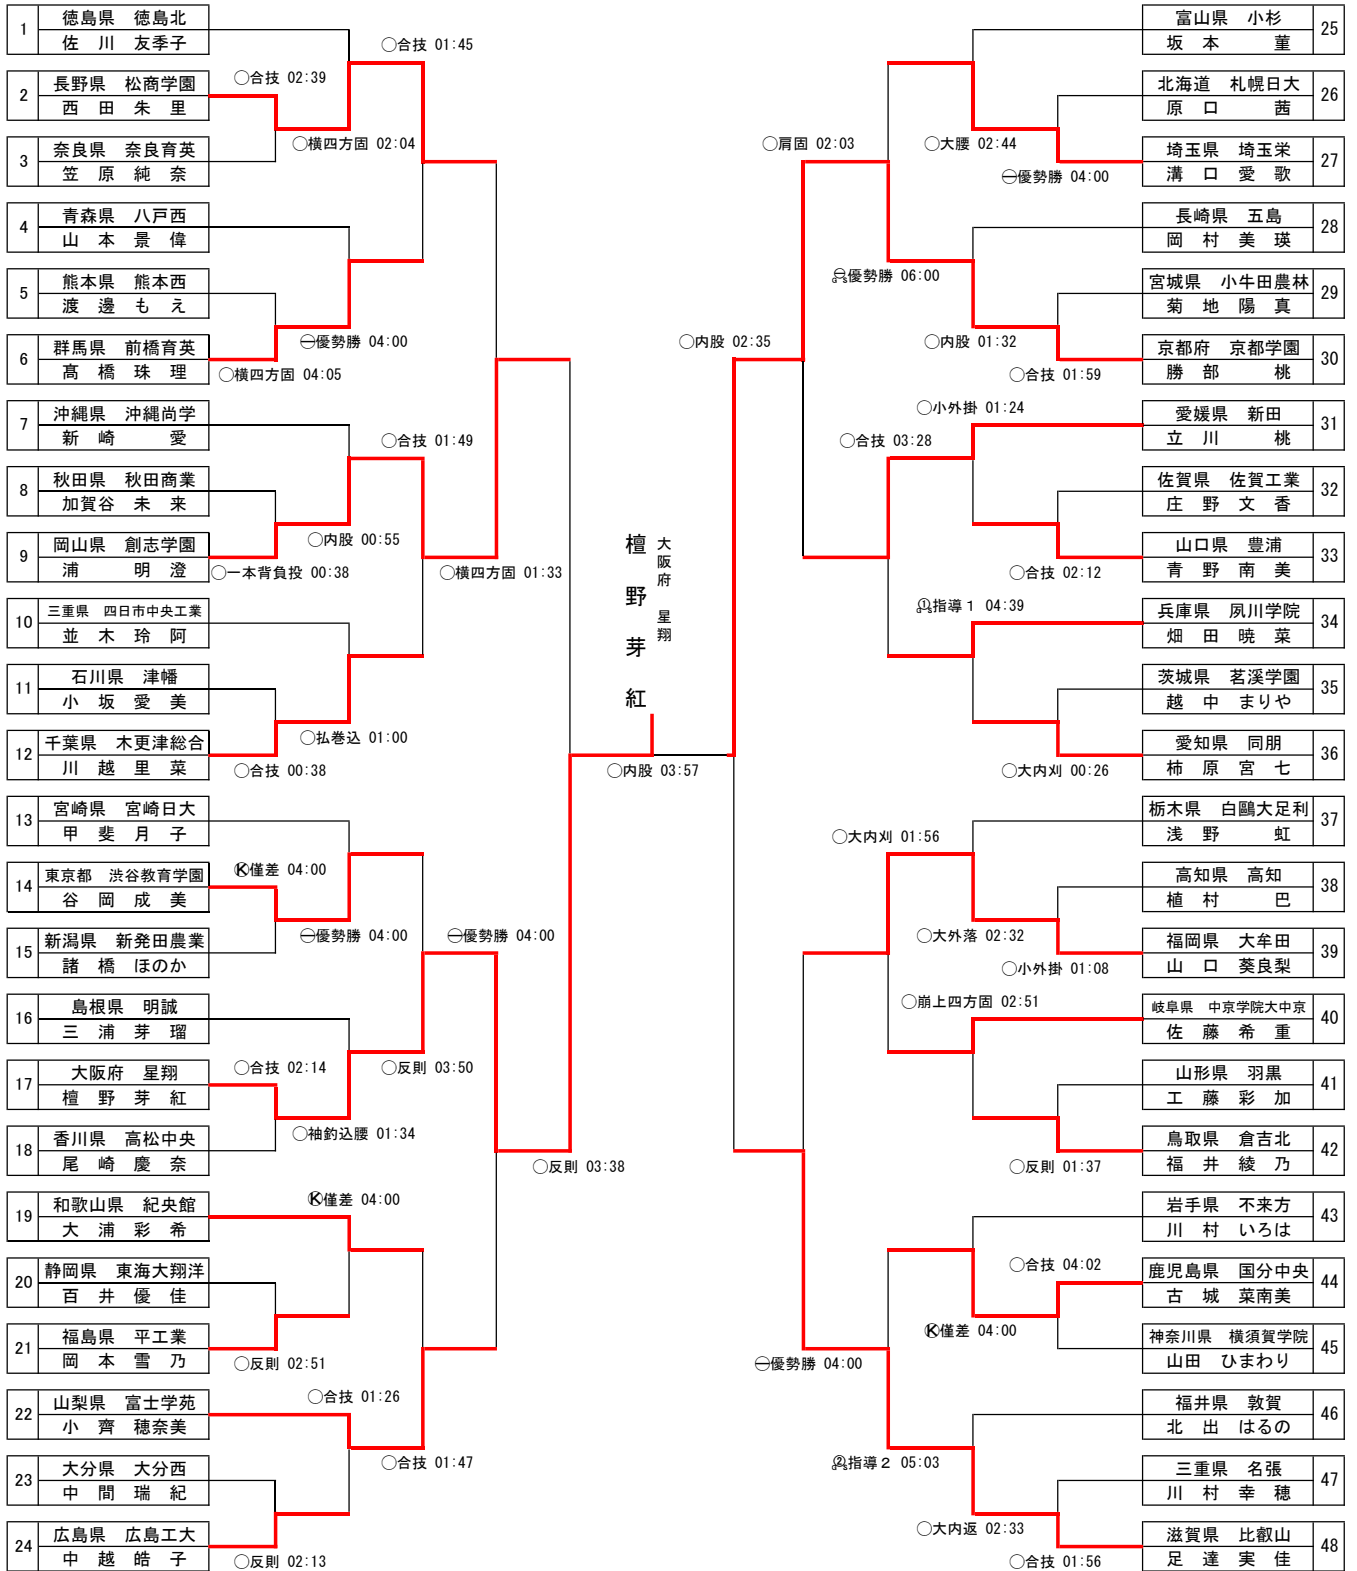 1
徳島県　徳島北
佐　川　友季子
2
長野県　松商学園
西　田　朱　里
3
奈良県　奈良育英
笠　原　純　奈
4
青森県　八戸西
山　本　景　偉
5
熊本県　熊本西
渡　邊　も　え
6
群馬県　前橋育英
髙　橋　珠　理
7
沖縄県　沖縄尚学
新　崎　　　愛
8
秋田県　秋田商業
加賀谷　未　来
9
岡山県　創志学園
浦　　　明　澄
10
三重県　四日市中央工業
並　木　玲　阿
11
石川県　津幡
小　坂　愛　美
12
千葉県　木更津総合
川　越　里　菜
13
宮崎県　宮崎日大
甲　斐　月　子
14
東京都　渋谷教育学園
谷　岡　成　美
15
新潟県　新発田農業
諸　橋　ほのか
16
島根県　明誠
三　浦　芽　瑠
17
大阪府　星翔
檀　野　芽　紅
18
香川県　高松中央
尾　崎　慶　奈
19
和歌山県　紀央館
大　浦　彩　希
20
静岡県　東海大翔洋
百　井　優　佳
21
福島県　平工業
岡　本　雪　乃
22
山梨県　富士学苑
小　齊　穂奈美
23
大分県　大分西
中　間　瑞　紀
24
広島県　広島工大
中　越　皓　子
○合技 01:45
○合技 02:39
○横四方固 02:04
㊀優勢勝 04:00
○横四方固 04:05
○合技 01:49
○内股 00:55
○一本背負投 00:38
○横四方固 01:33
○払巻込 01:00
○合技 00:38
Ⓚ僅差 04:00
㊀優勢勝 04:00
㊀優勢勝 04:00
○合技 02:14
○反則 03:50
○袖釣込腰 01:34
○反則 03:38
Ⓚ僅差 04:00
○反則 02:51
○合技 01:26
○合技 01:47
○反則 02:13
檀野芽紅
大阪府　星翔
○内股 03:57
○内股 02:35
○肩固 02:03
○大腰 02:44
㊀優勢勝 04:00
優勢勝 06:00
○内股 01:32
○合技 01:59
○小外掛 01:24
○合技 03:28
○合技 02:12
①指導１ 04:39
○大内刈 00:26
○大内刈 01:56
○大外落 02:32
○小外掛 01:08
○崩上四方固 02:51
○反則 01:37
○合技 04:02
Ⓚ僅差 04:00
㊀優勢勝 04:00
②指導２ 05:03
○大内返 02:33
○合技 01:56
富山県　小杉
坂　本　　　菫
25
北海道　札幌日大
原　口　　　茜
26
埼玉県　埼玉栄
溝　口　愛　歌
27
長崎県　五島
岡　村　美　瑛
28
宮城県　小牛田農林
菊　地　陽　真
29
京都府　京都学園
勝　部　　　桃
30
愛媛県　新田
立　川　　　桃
31
佐賀県　佐賀工業
庄　野　文　香
32
山口県　豊浦
青　野　南　美
33
兵庫県　夙川学院
畑　田　暁　菜
34
茨城県　茗溪学園
越　中　まりや
35
愛知県　同朋
柿　原　宮　七
36
栃木県　白鷗大足利
浅　野　　　虹
37
高知県　高知
植　村　　　巴
38
福岡県　大牟田
山　口　葵良梨
39
岐阜県　中京学院大中京
佐　藤　希　重
40
山形県　羽黒
工　藤　彩　加
41
鳥取県　倉吉北
福　井　綾　乃
42
岩手県　不来方
川　村　いろは
43
鹿児島県　国分中央
古　城　菜南美
44
神奈川県　横須賀学院
山田　ひまわり
45
福井県　敦賀
北　出　はるの
46
三重県　名張
川　村　幸　穂
47
滋賀県　比叡山
足　達　実　佳
48